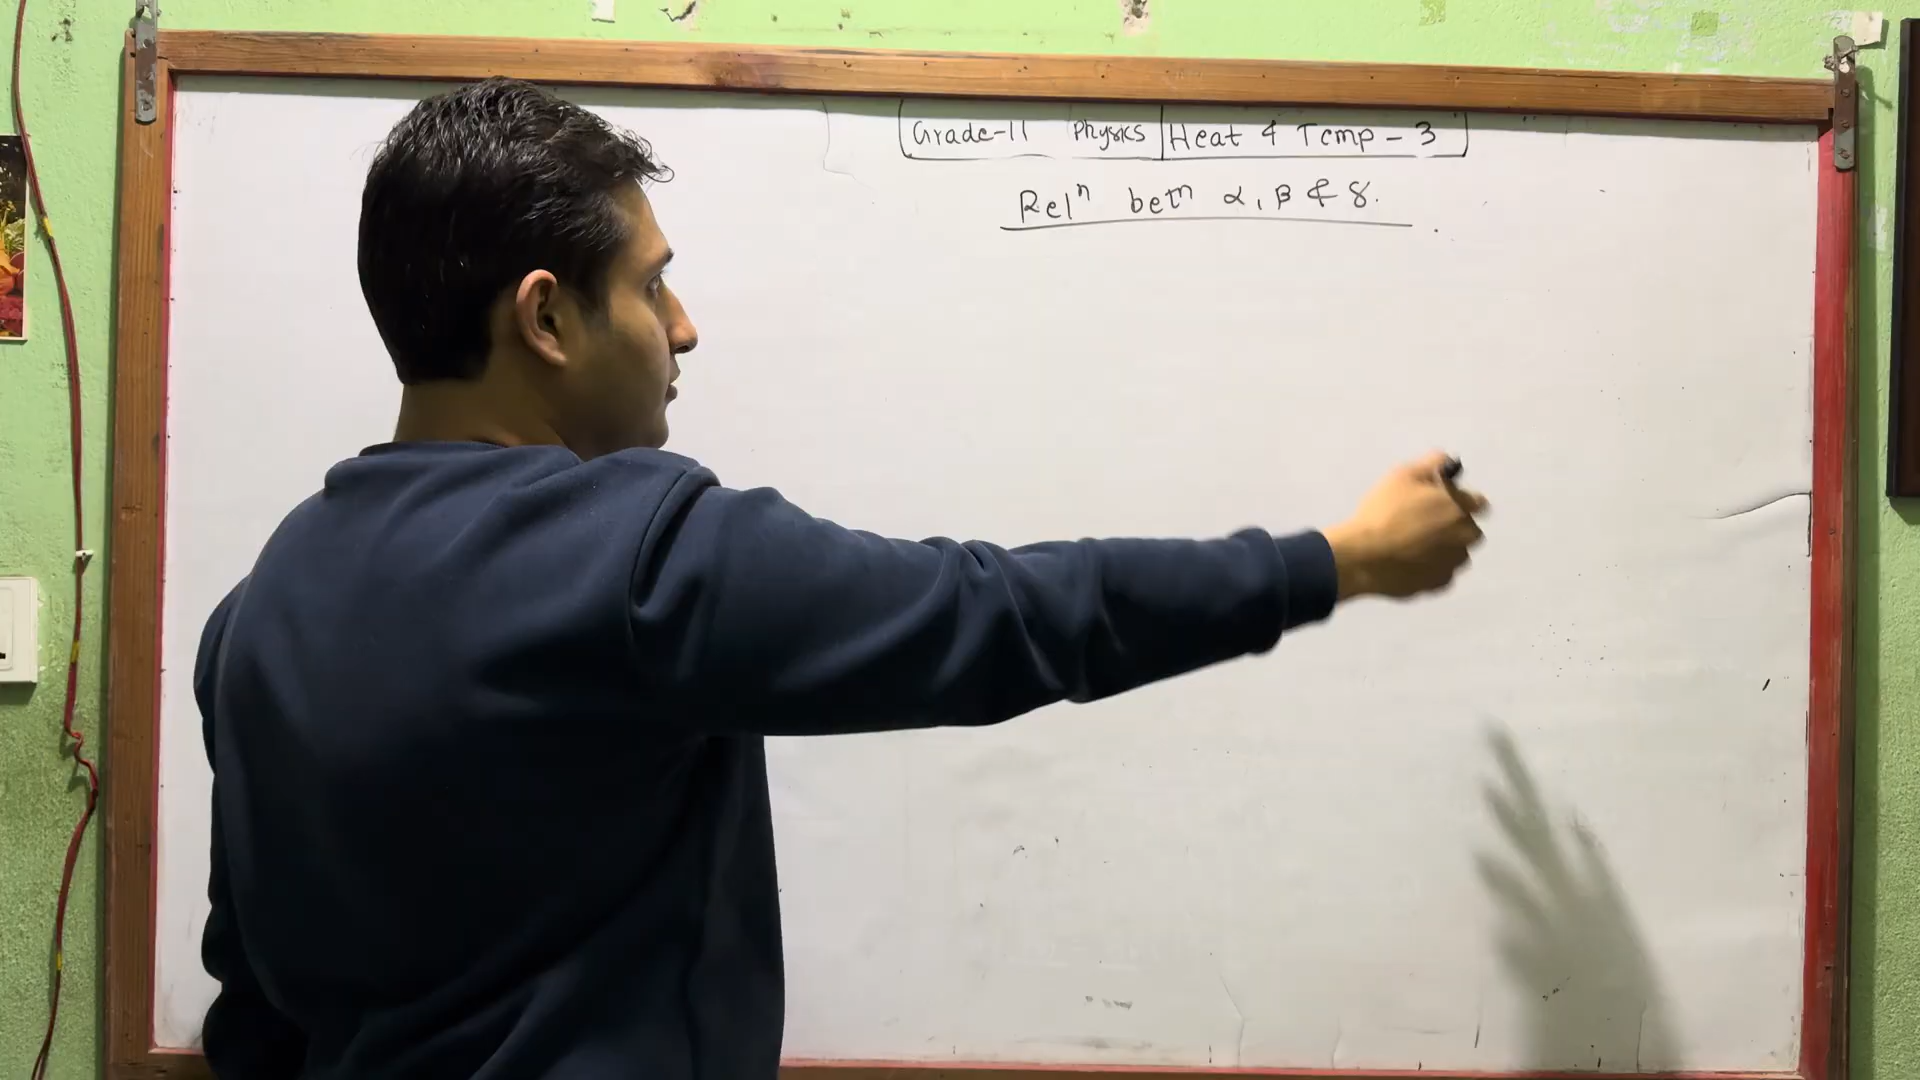 Grade-11 Physics Heat & Temp - 3
Relⁿ betⁿ α, β & γ.